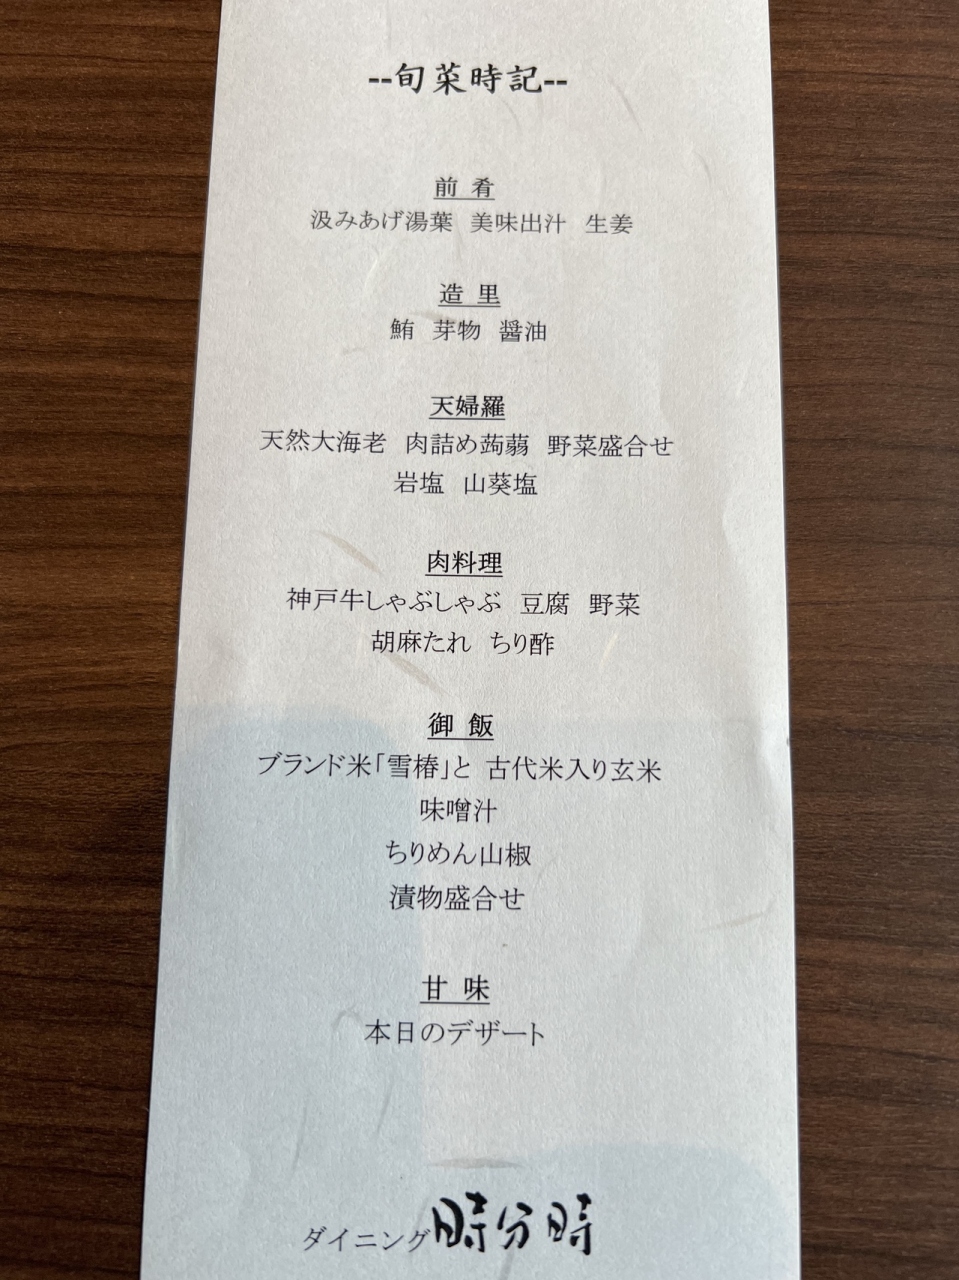 --旬菜時記--
前 肴
汲みあげ湯葉 美味出汁 生姜
造 里
鮪 芽物 醤油
天婦羅
天然大海老 肉詰め蒟蒻 野菜盛合せ
岩塩 山葵塩
肉料理
神戸牛しゃぶしゃぶ 豆腐 野菜
胡麻たれ ちり酢
御 飯
ブランド米「雪椿」と 古代米入り玄米
味噌汁
ちりめん山椒
漬物盛合せ
甘 味
本日のデザート
ダイニング時分時